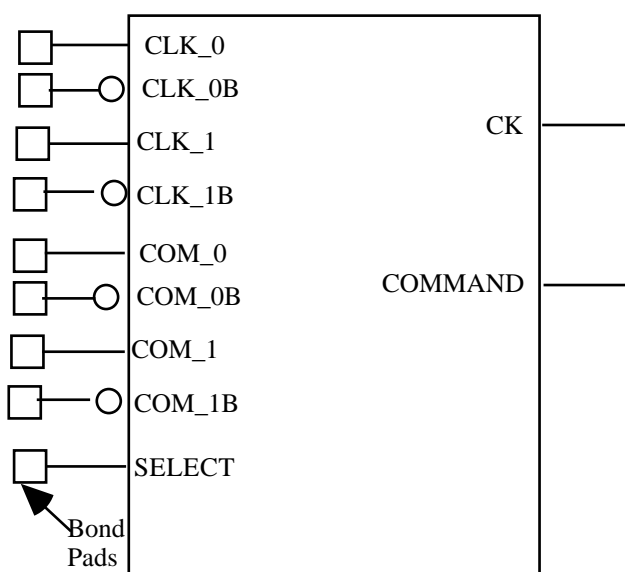 CLK_0
CLK_0B
CLK_1
CK
CLK_1B
COM_0
COM_0B
COMMAND
COM_1
COM_1B
SELECT
Bond
Pads